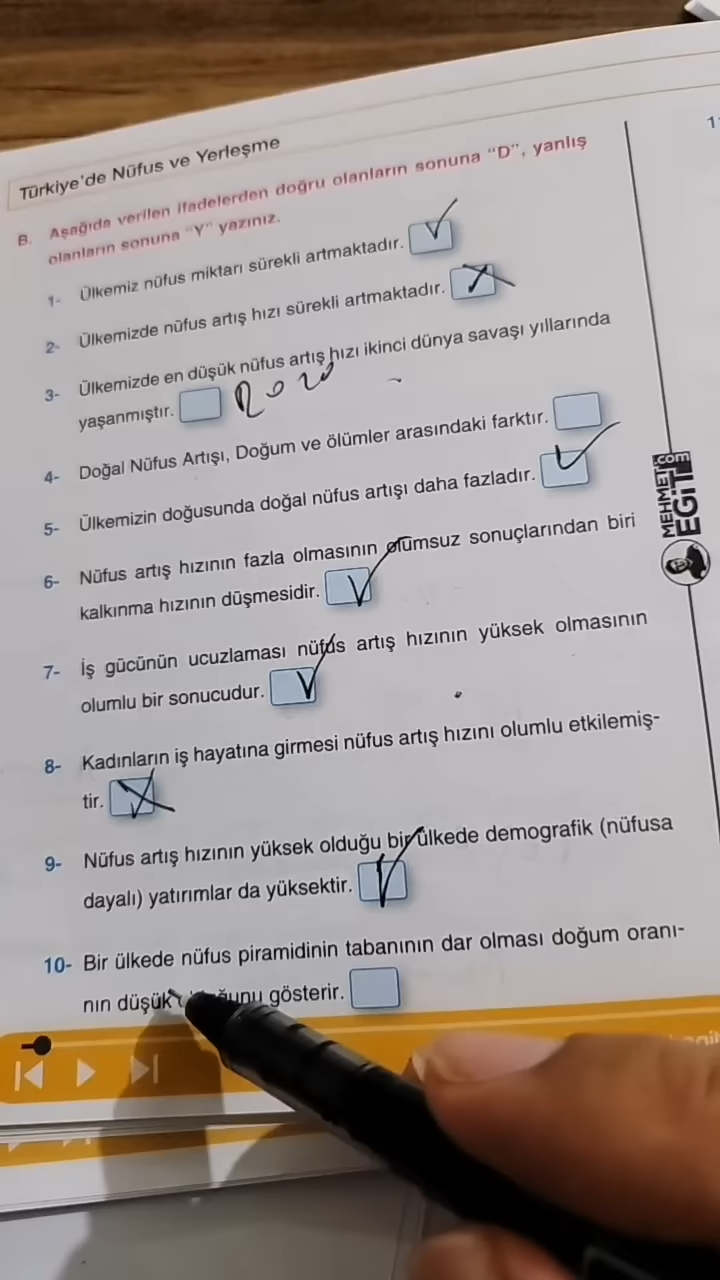 Türkiye'de Nüfus ve Yerleşme
B. Aşağıda verilen ifadelerden doğru olanların sonuna "D", yanlış
olanların sonuna "Y" yazınız.
1- Ülkemiz nüfus miktarı sürekli artmaktadır.
2- Ülkemizde nüfus artış hızı sürekli artmaktadır.
3- Ülkemizde en düşük nüfus artış hızı ikinci dünya savaşı yıllarında
yaşanmıştır.
4- Doğal Nüfus Artışı, Doğum ve ölümler arasındaki farktır.
5- Ülkemizin doğusunda doğal nüfus artışı daha fazladır.
6- Nüfus artış hızının fazla olmasının olumsuz sonuçlarından biri
kalkınma hızının düşmesidir.
7- İş gücünün ucuzlaması nüfus artış hızının yüksek olmasının
olumlu bir sonucudur.
8- Kadınların iş hayatına girmesi nüfus artış hızını olumlu etkilemiş-
tir.
9- Nüfus artış hızının yüksek olduğu bir ülkede demografik (nüfusa
dayalı) yatırımlar da yüksektir.
10- Bir ülkede nüfus piramidinin tabanının dar olması doğum oranı-
nın düşük gösterir.
MEHMET EĞİT .com